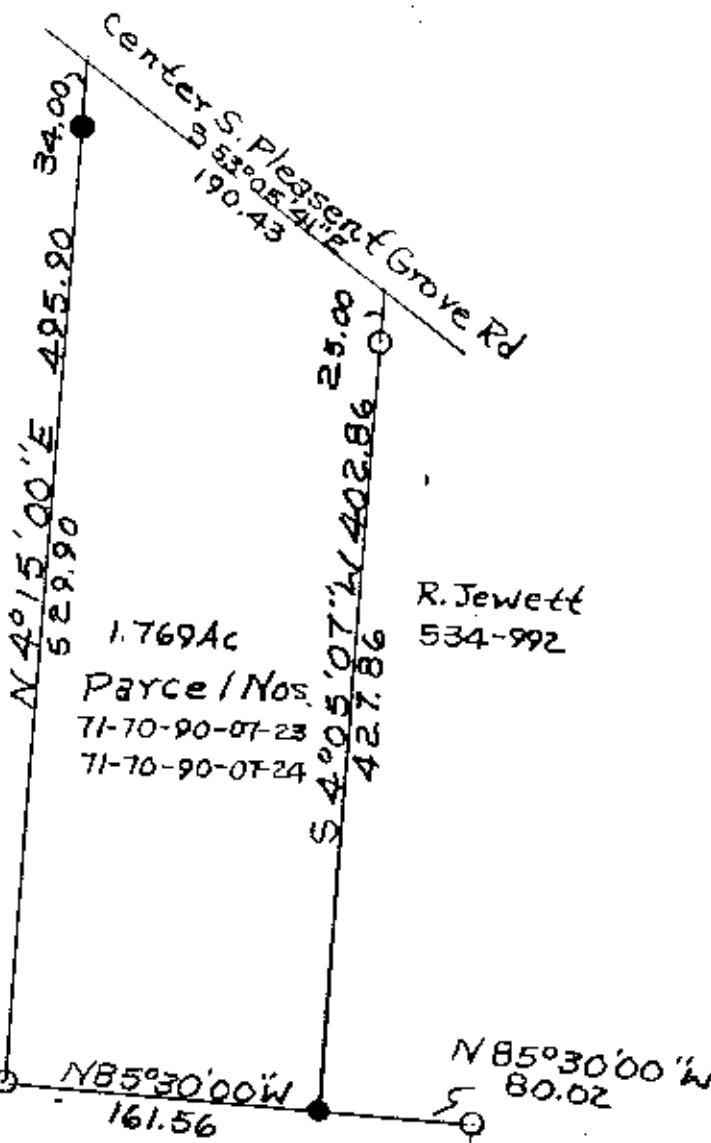 Center S. Pleasent Grove Rd
S 53°05'41"E
190.43
34.00
N 4°15'00"E 495.90
529.90
25.00
S 4°05'07"W 402.86
427.86
R. Jewett
534-992
1.769Ac
Parcel Nos.
71-70-90-07-23
71-70-90-07-24
N85°30'00"W
161.56
N 85°30'00"W
80.02